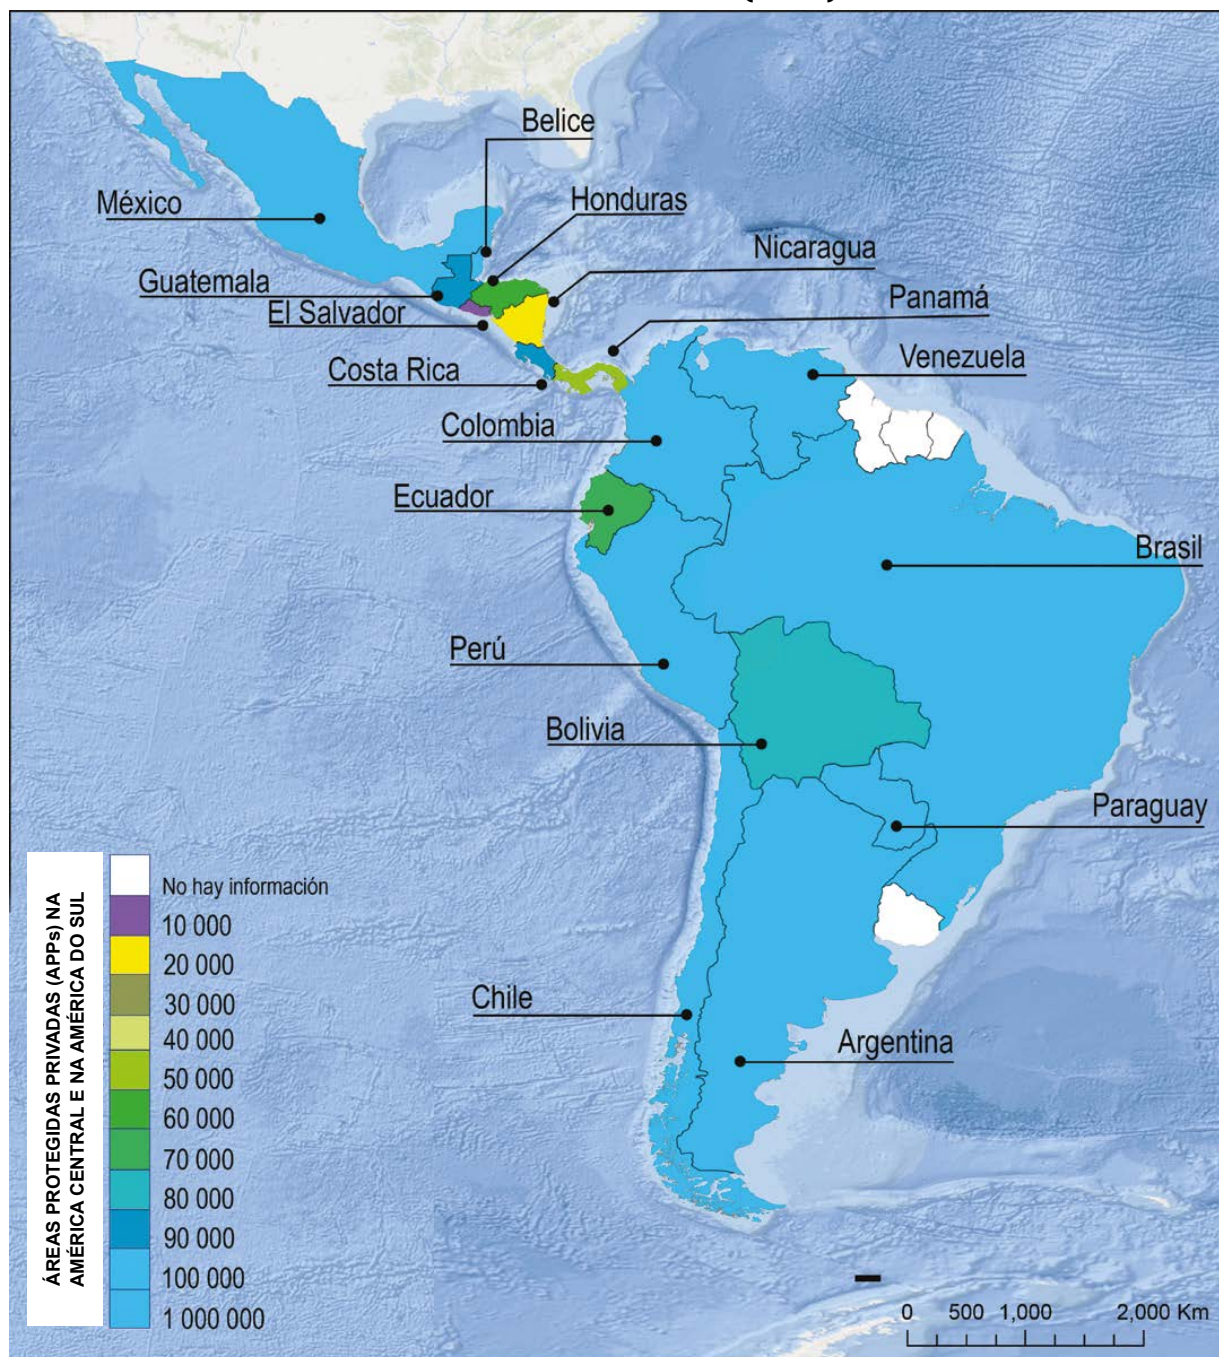 Belice
México
Honduras
Nicaragua
Guatemala
Panamá
El Salvador
Venezuela
Costa Rica
Colombia
Ecuador
Brasil
Perú
Bolivia
Paraguay
Chile
Argentina
ÁREAS PROTEGIDAS PRIVADAS (APPs) NA
AMÉRICA CENTRAL E NA AMÉRICA DO SUL
No hay información
10 000
20 000
30 000
40 000
50 000
60 000
70 000
80 000
90 000
100 000
1 000 000
0 500 1,000 2,000 Km